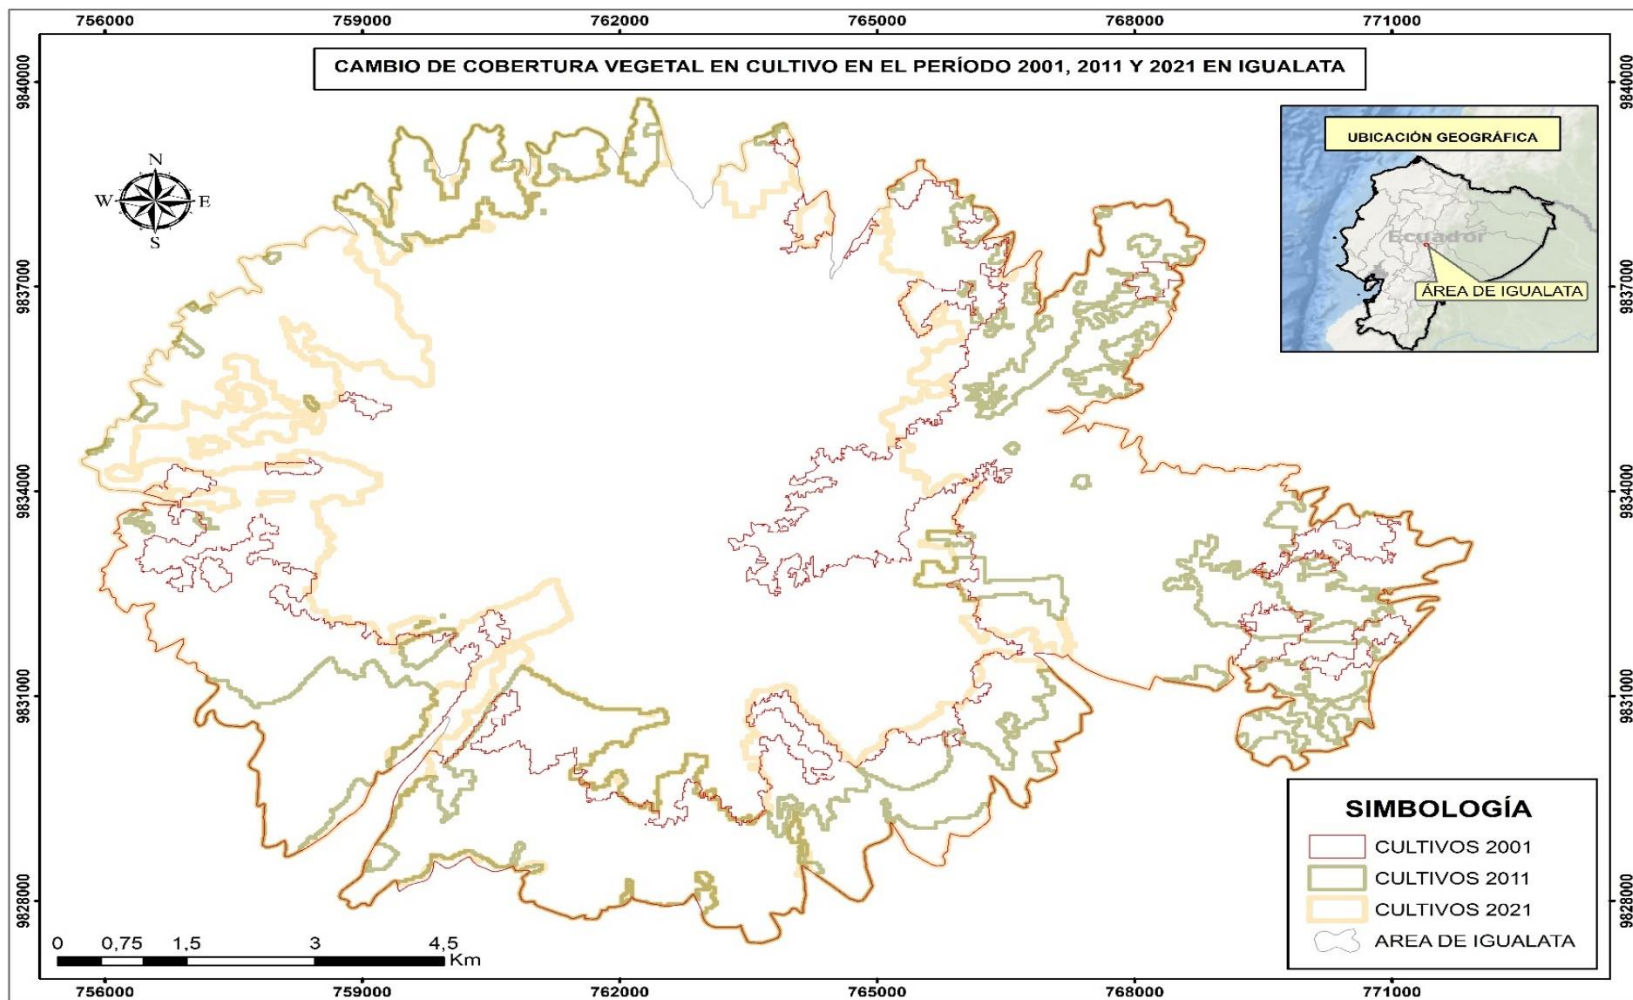 756000 759000 762000 765000 768000 771000
CAMBIO DE COBERTURA VEGETAL EN CULTIVO EN EL PERÍODO 2001, 2011 Y 2021 EN IGUALATA
9840000 9840000
UBICACIÓN GEOGRÁFICA
N
W E
S
Ecuador
9837000 9837000
ÁREA DE IGUALATA
9834000 9834000
9831000 9831000
SIMBOLOGÍA
CULTIVOS 2001
CULTIVOS 2011
CULTIVOS 2021
AREA DE IGUALATA
9828000 9828000
0 0,75 1,5 3 4,5
Km
756000 759000 762000 765000 768000 771000